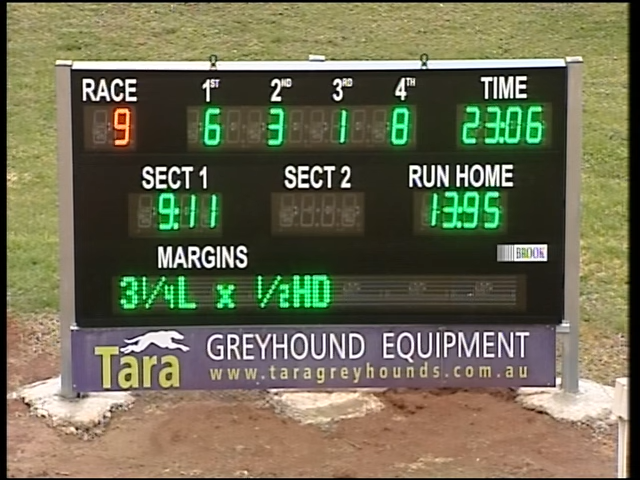 RACE 1ST 2ND 3RD 4TH TIME
9 6 3 1 8 23:06
SECT 1 SECT 2 RUN HOME
9:11 13.95
MARGINS BROOK
3¼L x ½HD
Tara GREYHOUND EQUIPMENT
www.taragreyhounds.com.au